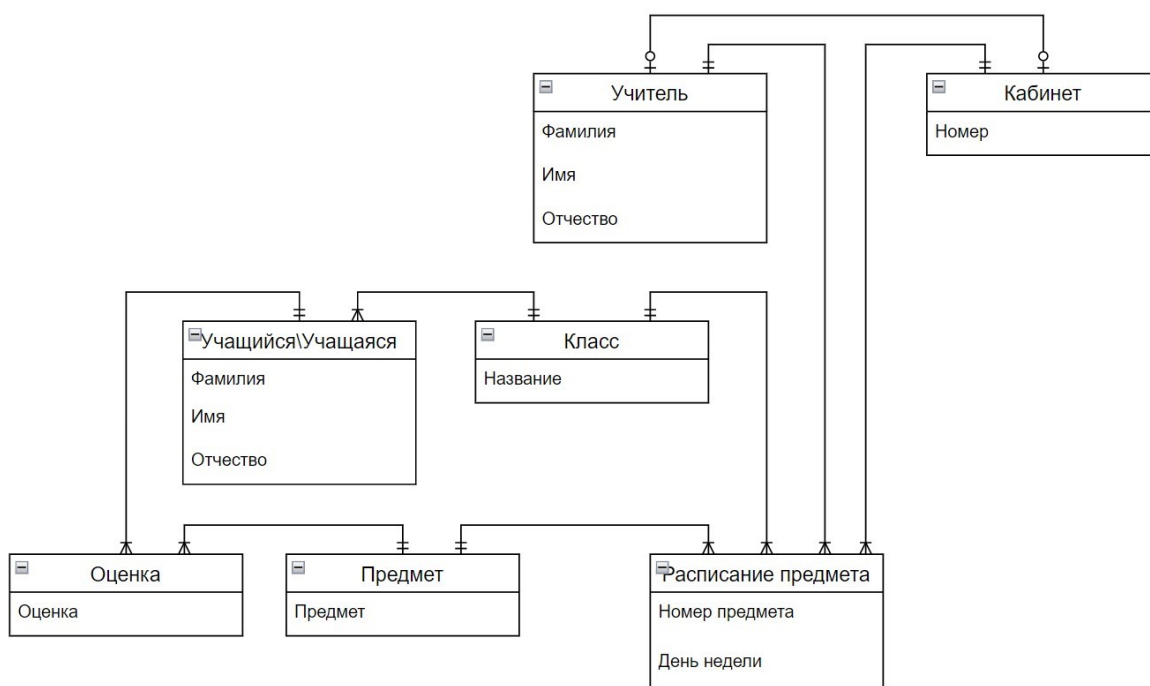 Учитель
Фамилия
Имя
Отчество
Кабинет
Номер
Учащийся\Учащаяся
Фамилия
Имя
Отчество
Класс
Название
Оценка
Оценка
Предмет
Предмет
Расписание предмета
Номер предмета
День недели